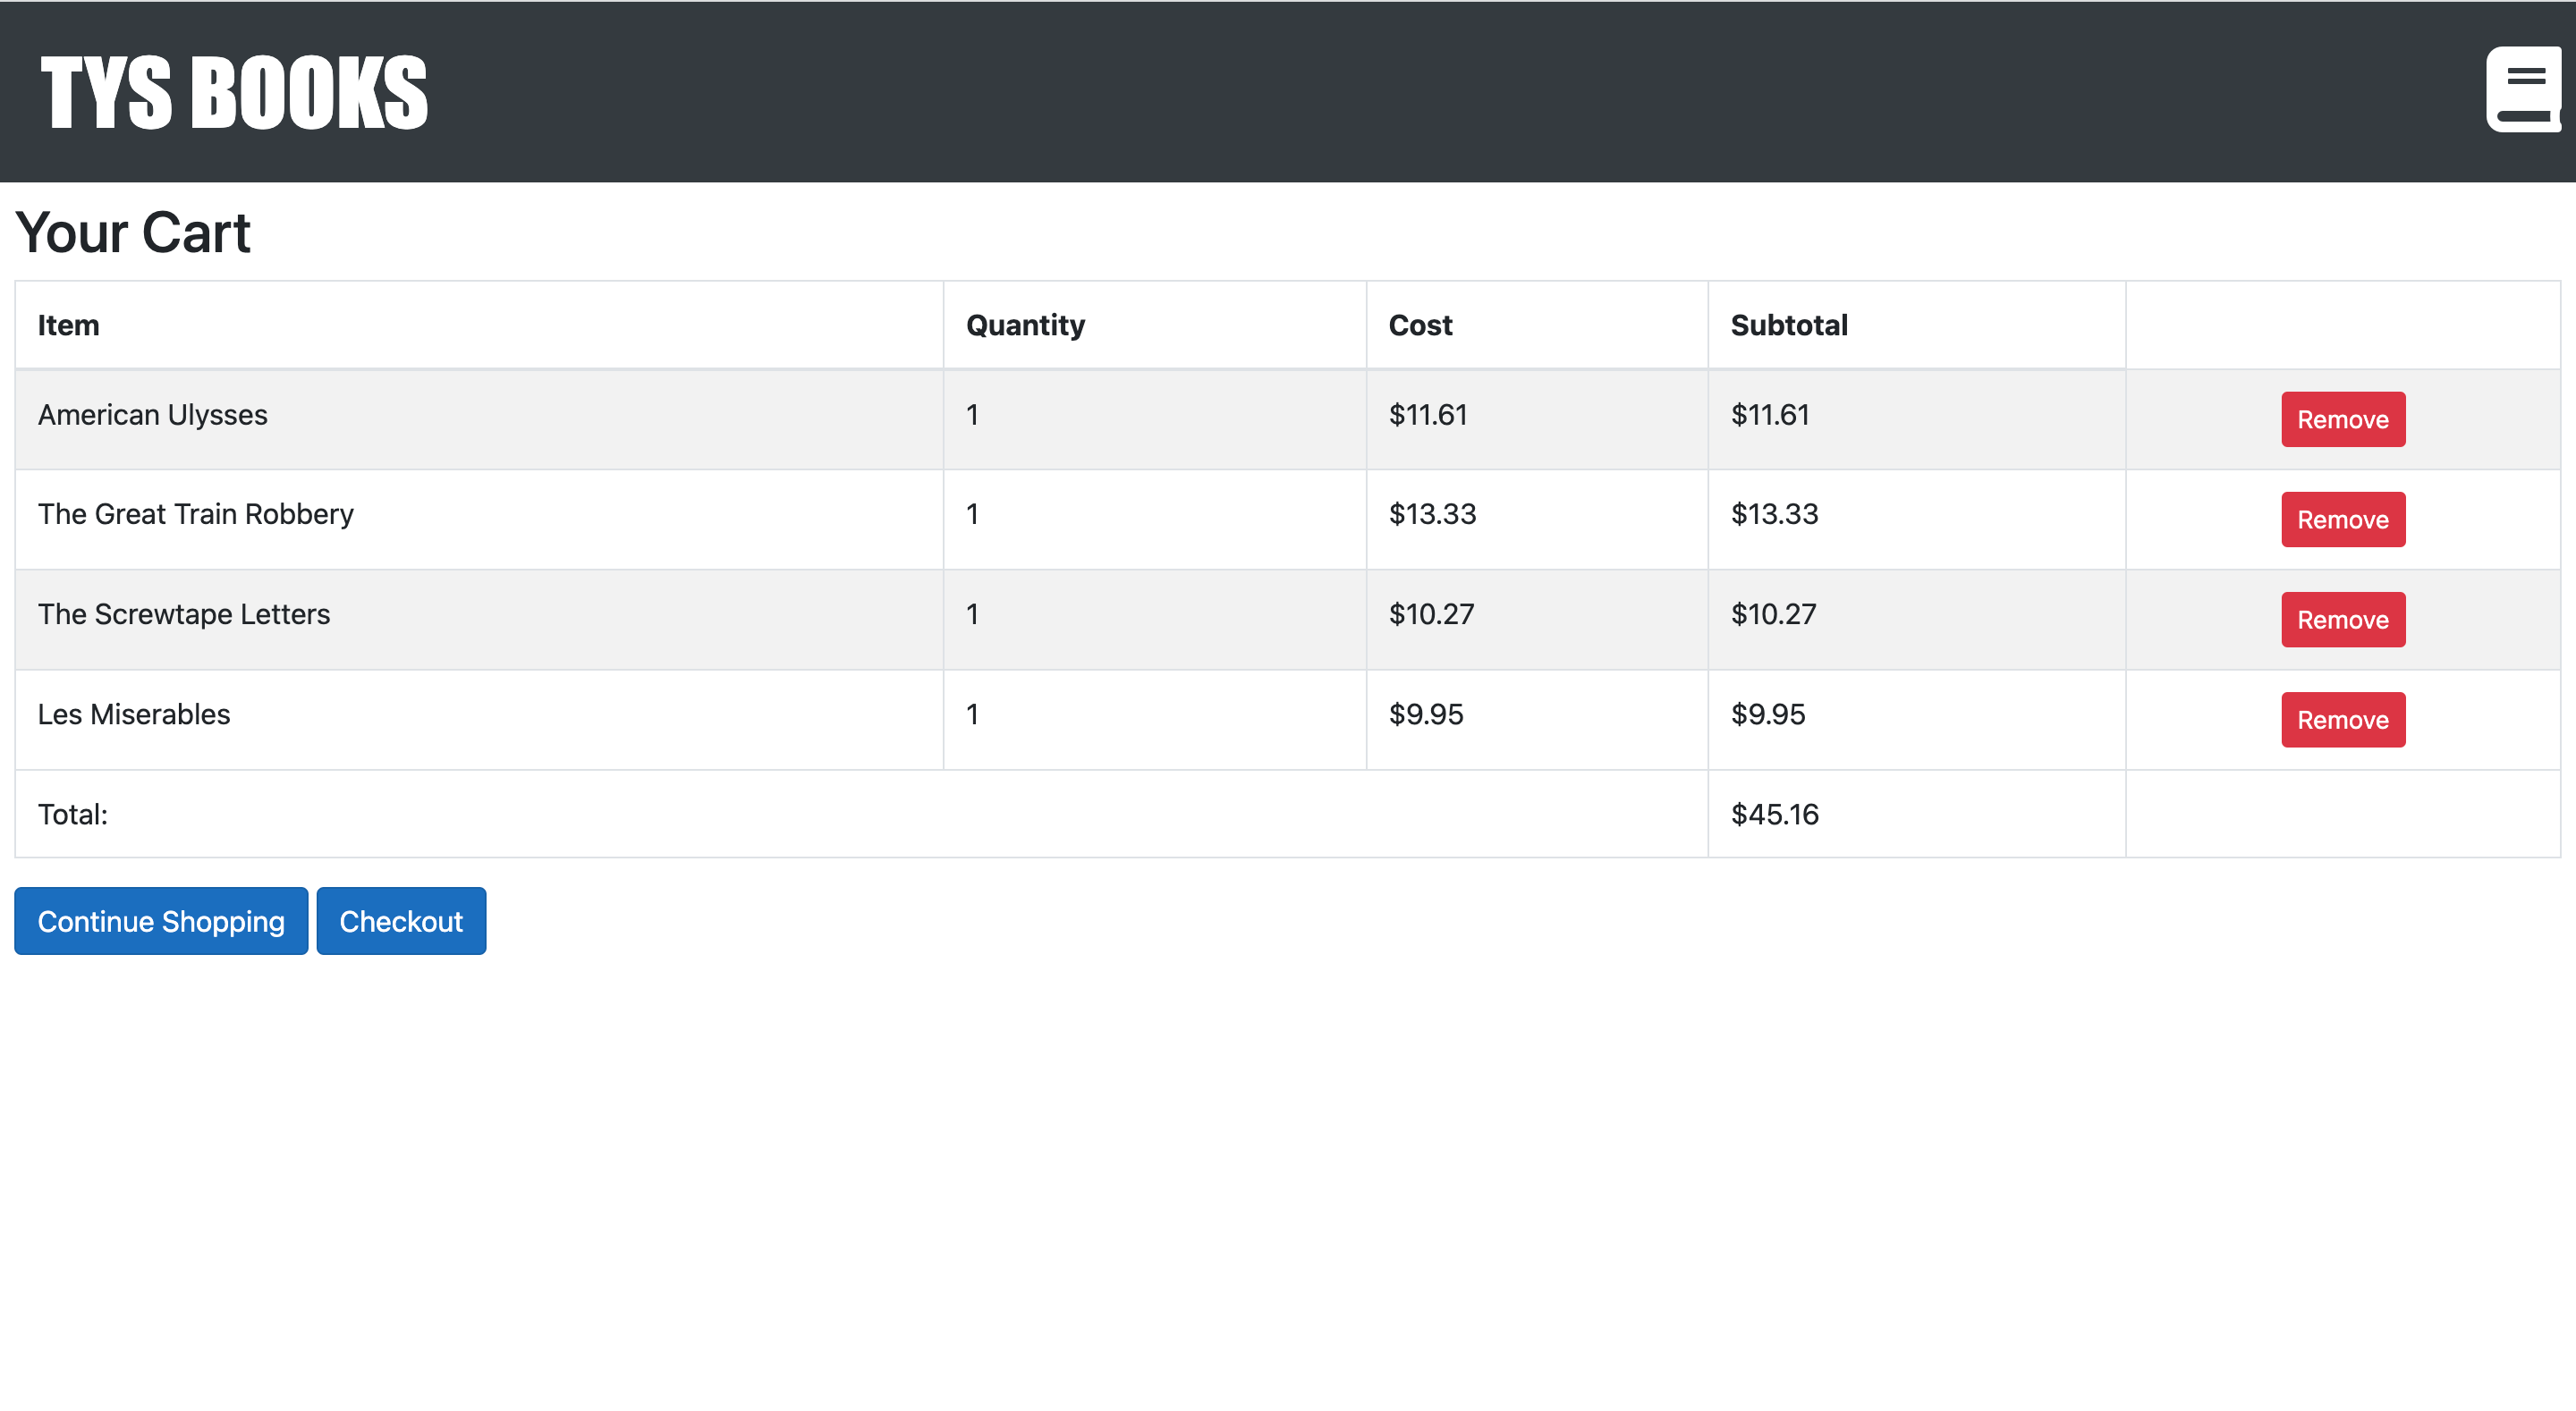 TYS BOOKS
Your Cart
Item Quantity Cost Subtotal
American Ulysses 1 $11.61 $11.61 Remove
The Great Train Robbery 1 $13.33 $13.33 Remove
The Screwtape Letters 1 $10.27 $10.27 Remove
Les Miserables 1 $9.95 $9.95 Remove
Total: $45.16
Continue Shopping Checkout